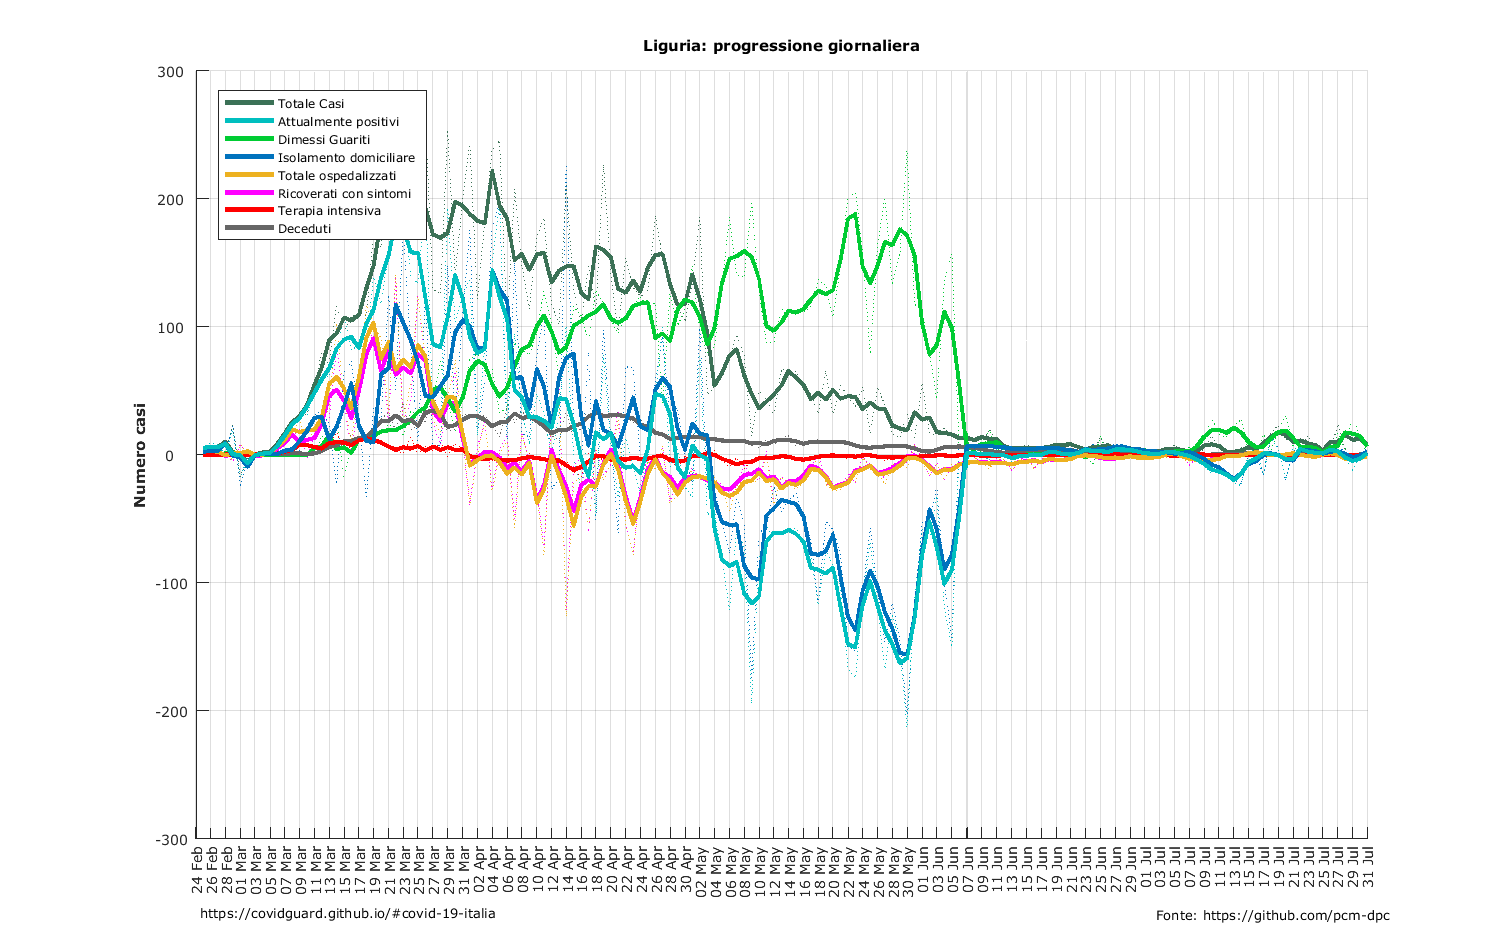 Liguria: progressione giornaliera
Numero casi
300
200
100
0
-100
-200
-300
Totale Casi
Attualmente positivi
Dimessi Guariti
Isolamento domiciliare
Totale ospedalizzati
Ricoverati con sintomi
Terapia intensiva
Deceduti
24 Feb
26 Feb
28 Feb
01 Mar
03 Mar
05 Mar
07 Mar
09 Mar
11 Mar
13 Mar
15 Mar
17 Mar
19 Mar
21 Mar
23 Mar
25 Mar
27 Mar
29 Mar
31 Mar
02 Apr
04 Apr
06 Apr
08 Apr
10 Apr
12 Apr
14 Apr
16 Apr
18 Apr
20 Apr
22 Apr
24 Apr
26 Apr
28 Apr
30 Apr
02 May
04 May
06 May
08 May
10 May
12 May
14 May
16 May
18 May
20 May
22 May
24 May
26 May
28 May
30 May
01 Jun
03 Jun
05 Jun
07 Jun
09 Jun
11 Jun
13 Jun
15 Jun
17 Jun
19 Jun
21 Jun
23 Jun
25 Jun
27 Jun
29 Jun
01 Jul
03 Jul
05 Jul
07 Jul
09 Jul
11 Jul
13 Jul
15 Jul
17 Jul
19 Jul
21 Jul
23 Jul
25 Jul
27 Jul
29 Jul
31 Jul
https://covidguard.github.io/#covid-19-italia
Fonte: https://github.com/pcm-dpc